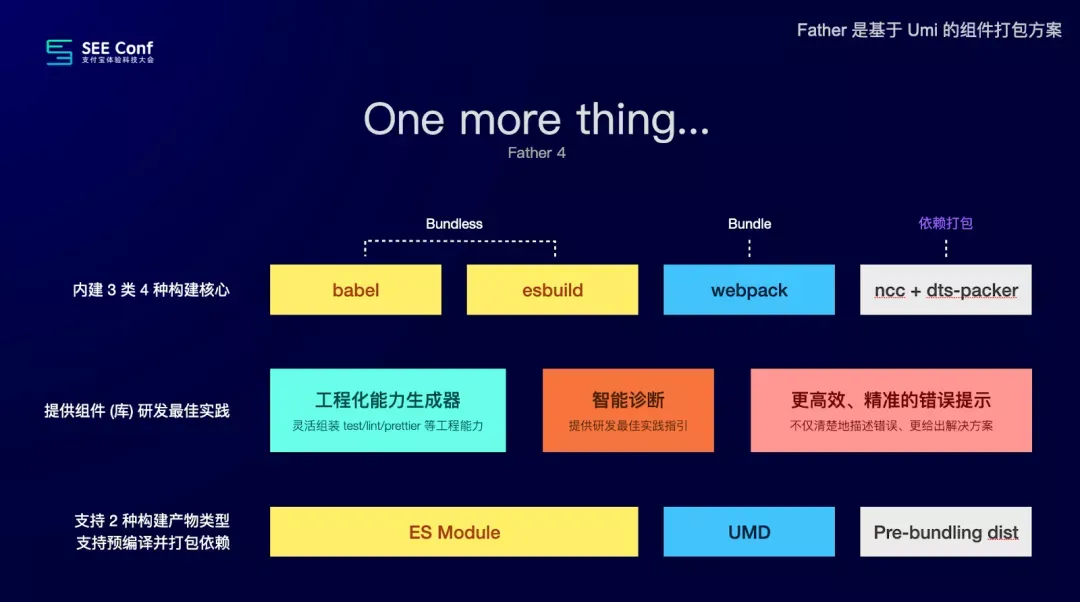 Father 是基于 Umi 的组件打包方案
SEE Conf
支付宝体验科技大会
One more thing...
Father 4
Bundless
Bundle
依赖打包
内建 3 类 4 种构建核心
babel
esbuild
webpack
ncc + dts-packer
提供组件 (库) 研发最佳实践
工程化能力生成器
灵活组装 test/lint/prettier 等工程能力
智能诊断
提供研发最佳实践指引
更高效、精准的错误提示
不仅清楚地描述错误、更给出解决方案
支持 2 种构建产物类型
支持预编译并打包依赖
ES Module
UMD
Pre-bundling dist